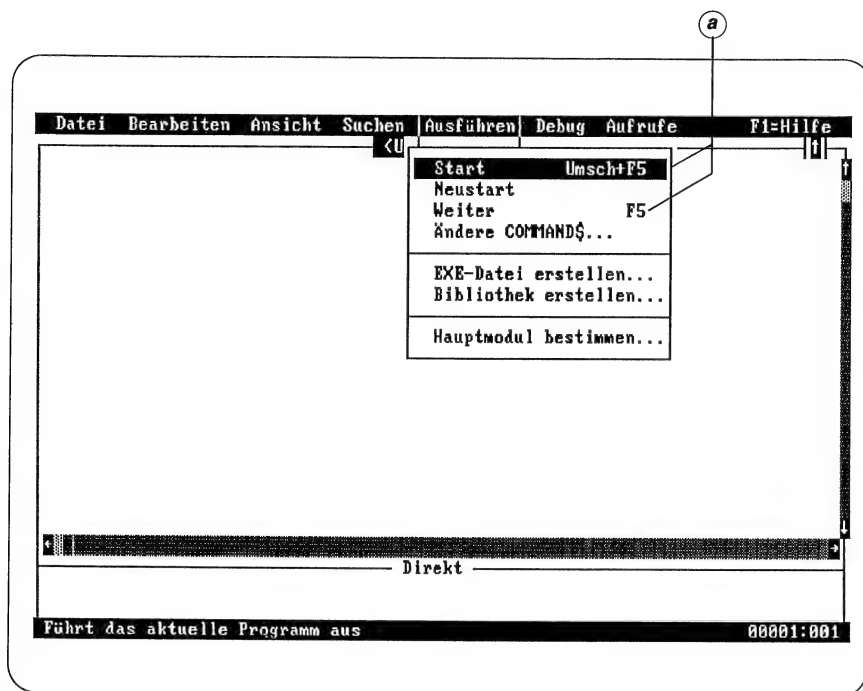 a
Datei Bearbeiten Ansicht Suchen Ausführen Debug Aufrufe F1=Hilfe
<U
Start Umsch+F5
Neustart
Weiter F5
Ändere COMMAND$...
EXE-Datei erstellen...
Bibliothek erstellen...
Hauptmodul bestimmen...
Direkt
Führt das aktuelle Programm aus 00001:001